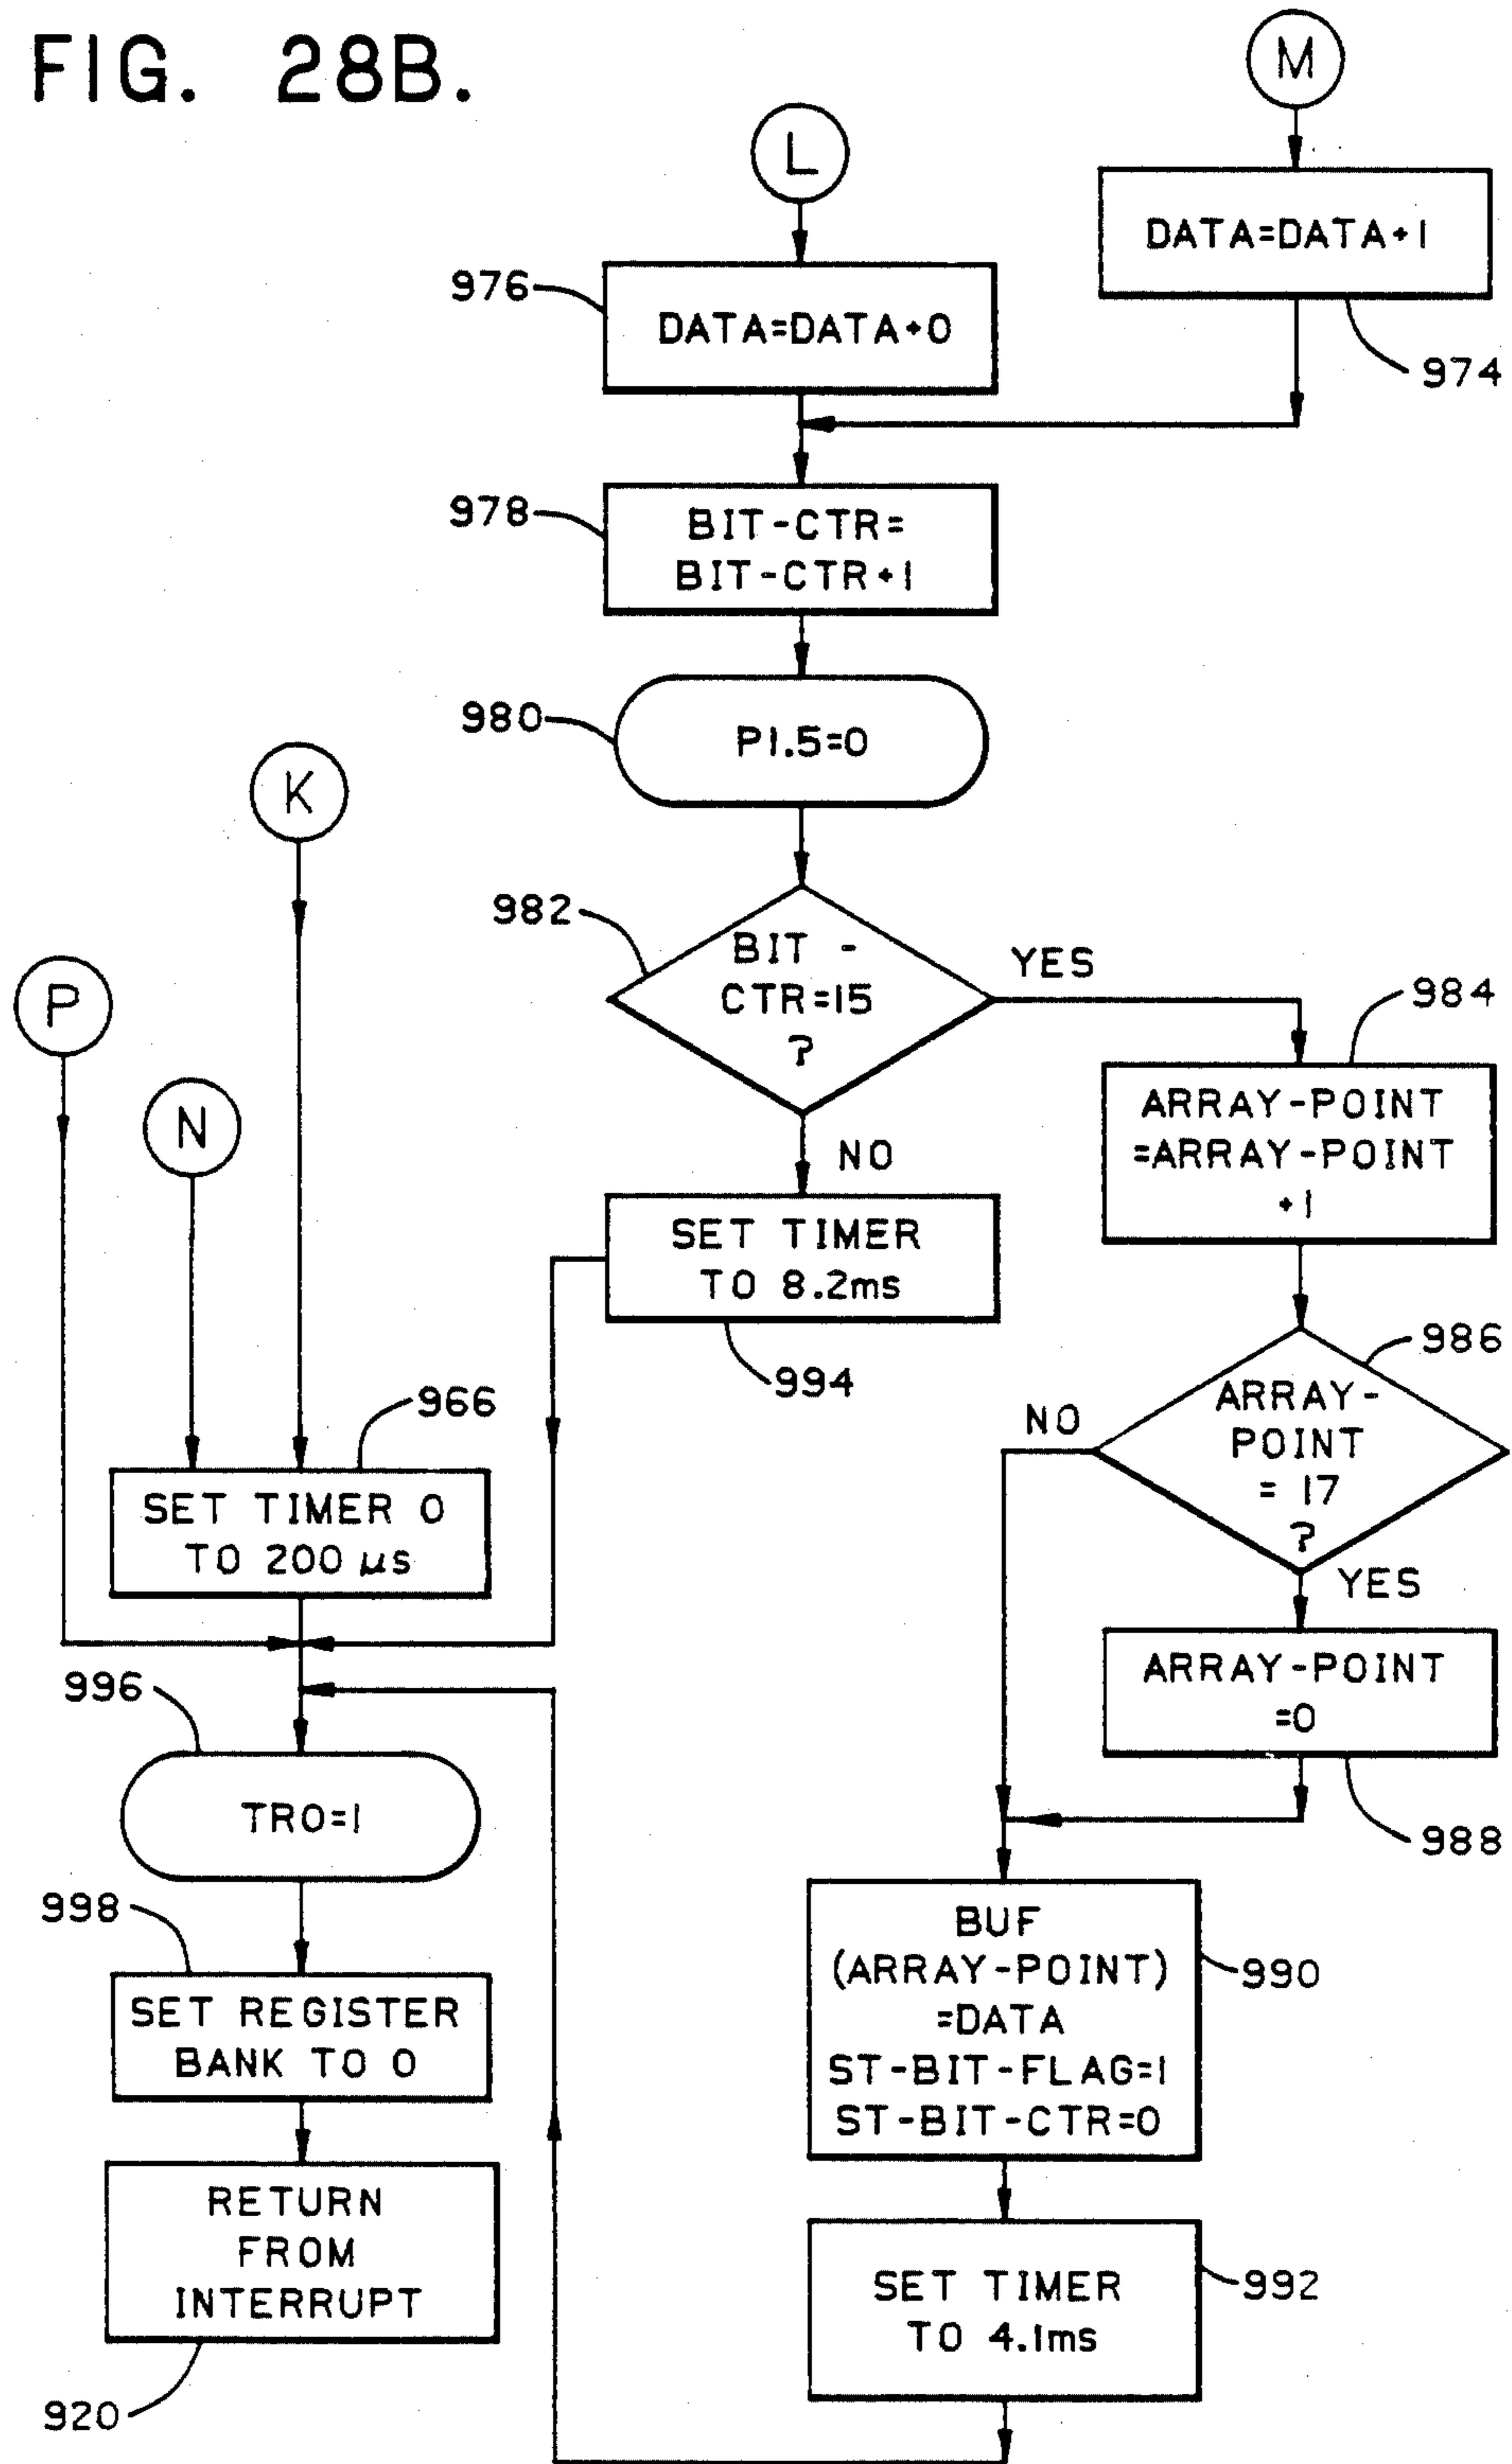 FIG. 28B.
M
L
DATA=DATA+1
974
976
DATA=DATA+0
978
BIT-CTR=
BIT-CTR+1
980
P1.5=0
K
982
BIT -
CTR=15
?
YES
NO
P
N
984
ARRAY-POINT
=ARRAY-POINT
+1
SET TIMER
TO 8.2ms
994
986
ARRAY-
POINT
= 17
?
NO
YES
966
SET TIMER 0
TO 200 μs
ARRAY-POINT
=0
988
996
TR0=1
998
SET REGISTER
BANK TO 0
BUF
(ARRAY-POINT)
=DATA
ST-BIT-FLAG=1
ST-BIT-CTR=0
990
RETURN
FROM
INTERRUPT
920
SET TIMER
TO 4.1ms
992